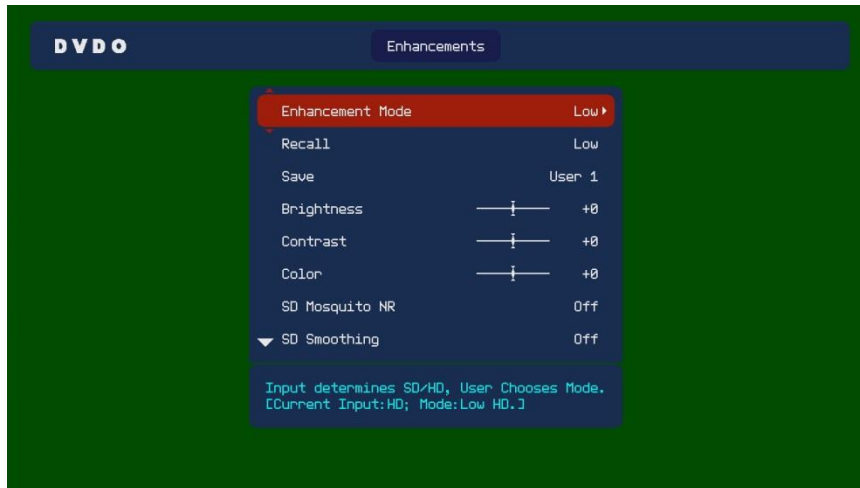 DVDO
Enhancements
Enhancement Mode Low
Recall Low
Save User 1
Brightness +0
Contrast +0
Color +0
SD Mosquito NR Off
SD Smoothing Off
Input determines SD/HD, User Chooses Mode.
[Current Input:HD; Mode:Low HD.]